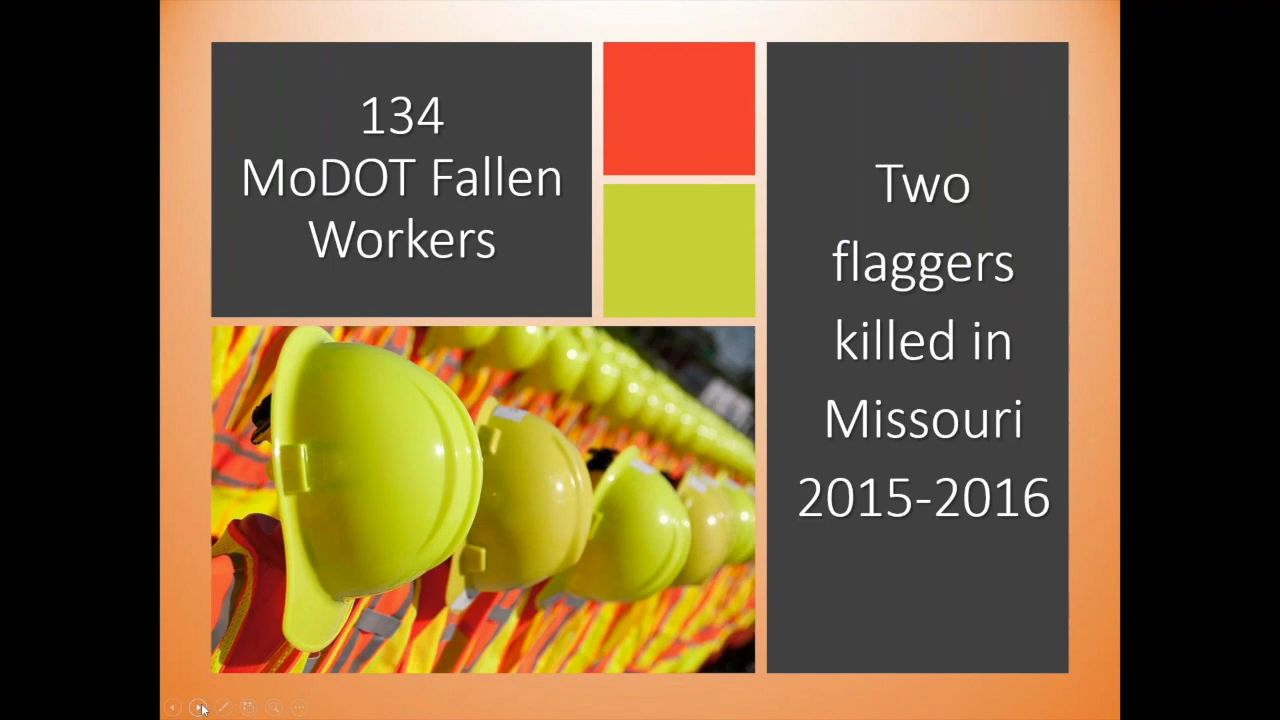 134
MoDOT Fallen
Workers
Two
flaggers
killed in
Missouri
2015-2016